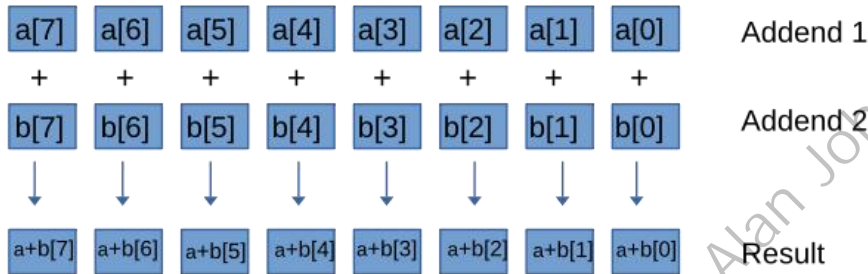 a[7] a[6] a[5] a[4] a[3] a[2] a[1] a[0] Addend 1
+ + + + + + + +
b[7] b[6] b[5] b[4] b[3] b[2] b[1] b[0] Addend 2
a+b[7] a+b[6] a+b[5] a+b[4] a+b[3] a+b[2] a+b[1] a+b[0] Result
Alan